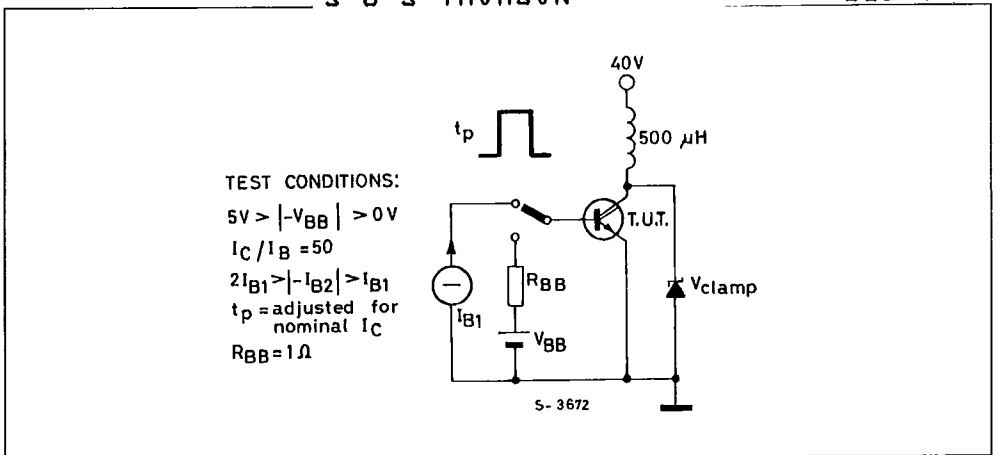 40V
tp
500 μH
TEST CONDITIONS:
5V > |-VBB| > 0V
IC/IB = 50
2IB1 > |-IB2| > IB1
tp = adjusted for
nominal IC
RBB = 1Ω
T.U.T.
RBB
IB1
Vclamp
VBB
S-3672